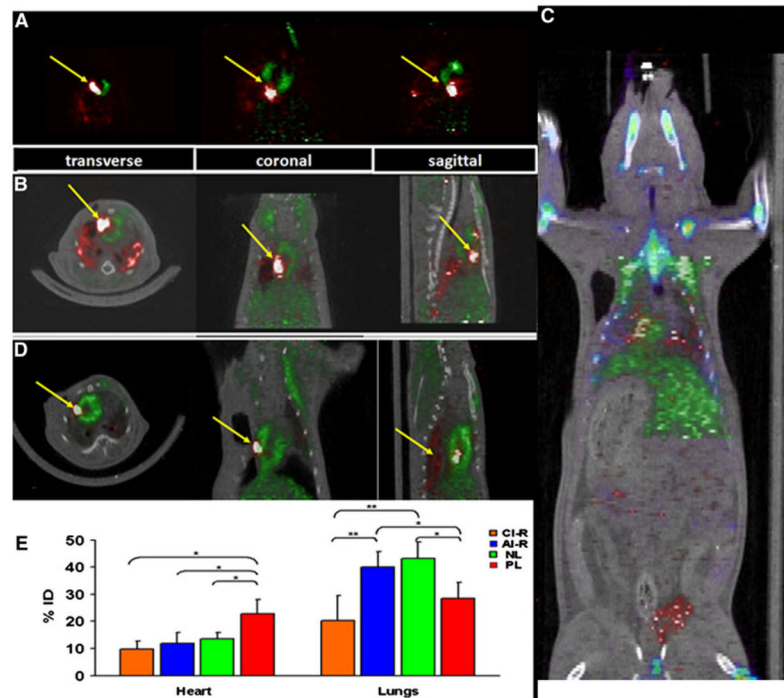 A
C
transverse coronal sagittal
B
D
E
CI-R
AI-R
NL
PL
** **
* *
* ** *
*
% ID
50
40
30
20
10
0
Heart Lungs